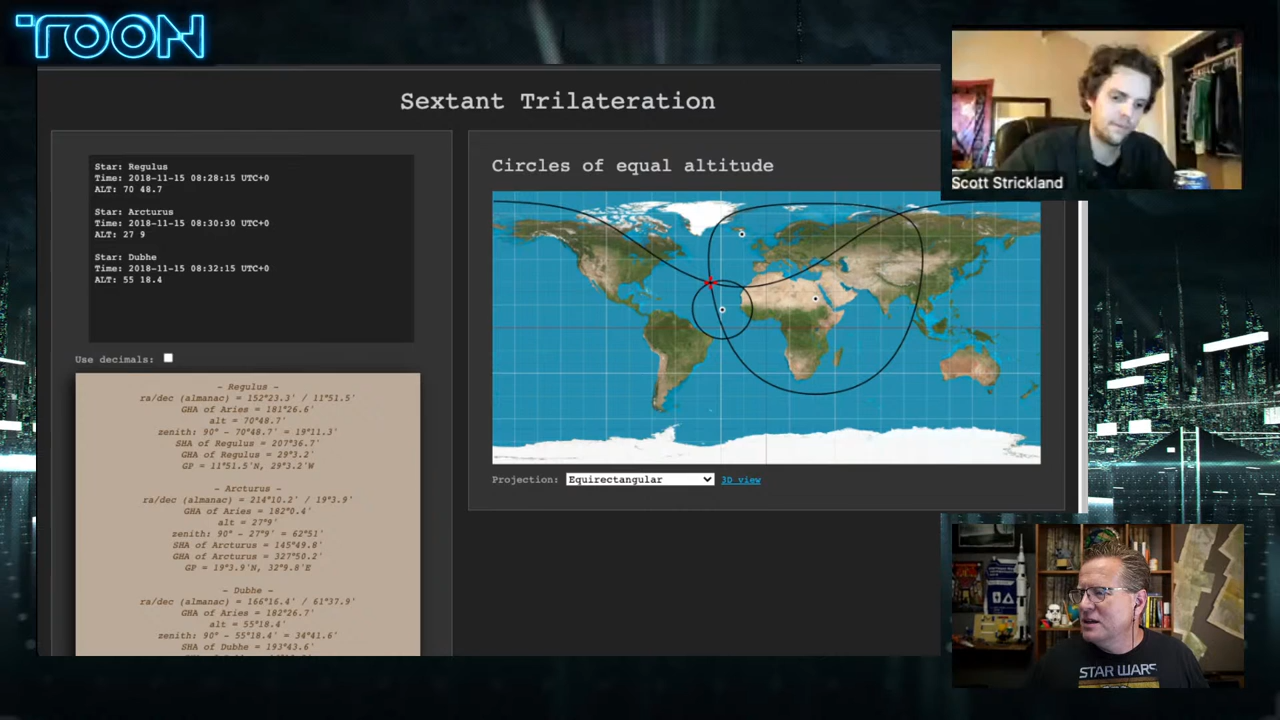 TOON
Sextant Trilateration
Star: Regulus
Time: 2018-11-15 08:28:15 UTC+0
ALT: 70 48.7
Star: Arcturus
Time: 2018-11-15 08:30:30 UTC+0
ALT: 27 9
Star: Dubhe
Time: 2018-11-15 08:32:15 UTC+0
ALT: 55 18.4
Use decimals:
- Regulus -
ra/dec (almanac) = 152°23.3' / 11°51.5'
GHA of Aries = 181°26.6'
alt = 70°48.7'
zenith: 90° - 70°48.7' = 19°11.3'
SHA of Regulus = 207°36.7'
GHA of Regulus = 29°3.2'
GP = 11°51.5'N, 29°3.2'W
- Arcturus -
ra/dec (almanac) = 214°10.2' / 19°3.9'
GHA of Aries = 182°0.4'
alt = 27°9'
zenith: 90° - 27°9' = 62°51'
SHA of Arcturus = 145°49.8'
GHA of Arcturus = 327°50.2'
GP = 19°3.9'N, 32°9.8'E
- Dubhe -
ra/dec (almanac) = 166°16.4' / 61°37.9'
GHA of Aries = 182°26.7'
alt = 55°18.4'
zenith: 90° - 55°18.4' = 34°41.6'
SHA of Dubhe = 193°43.6'
Circles of equal altitude
Projection: Equirectangular 3D view
Scott Strickland
STAR WARS